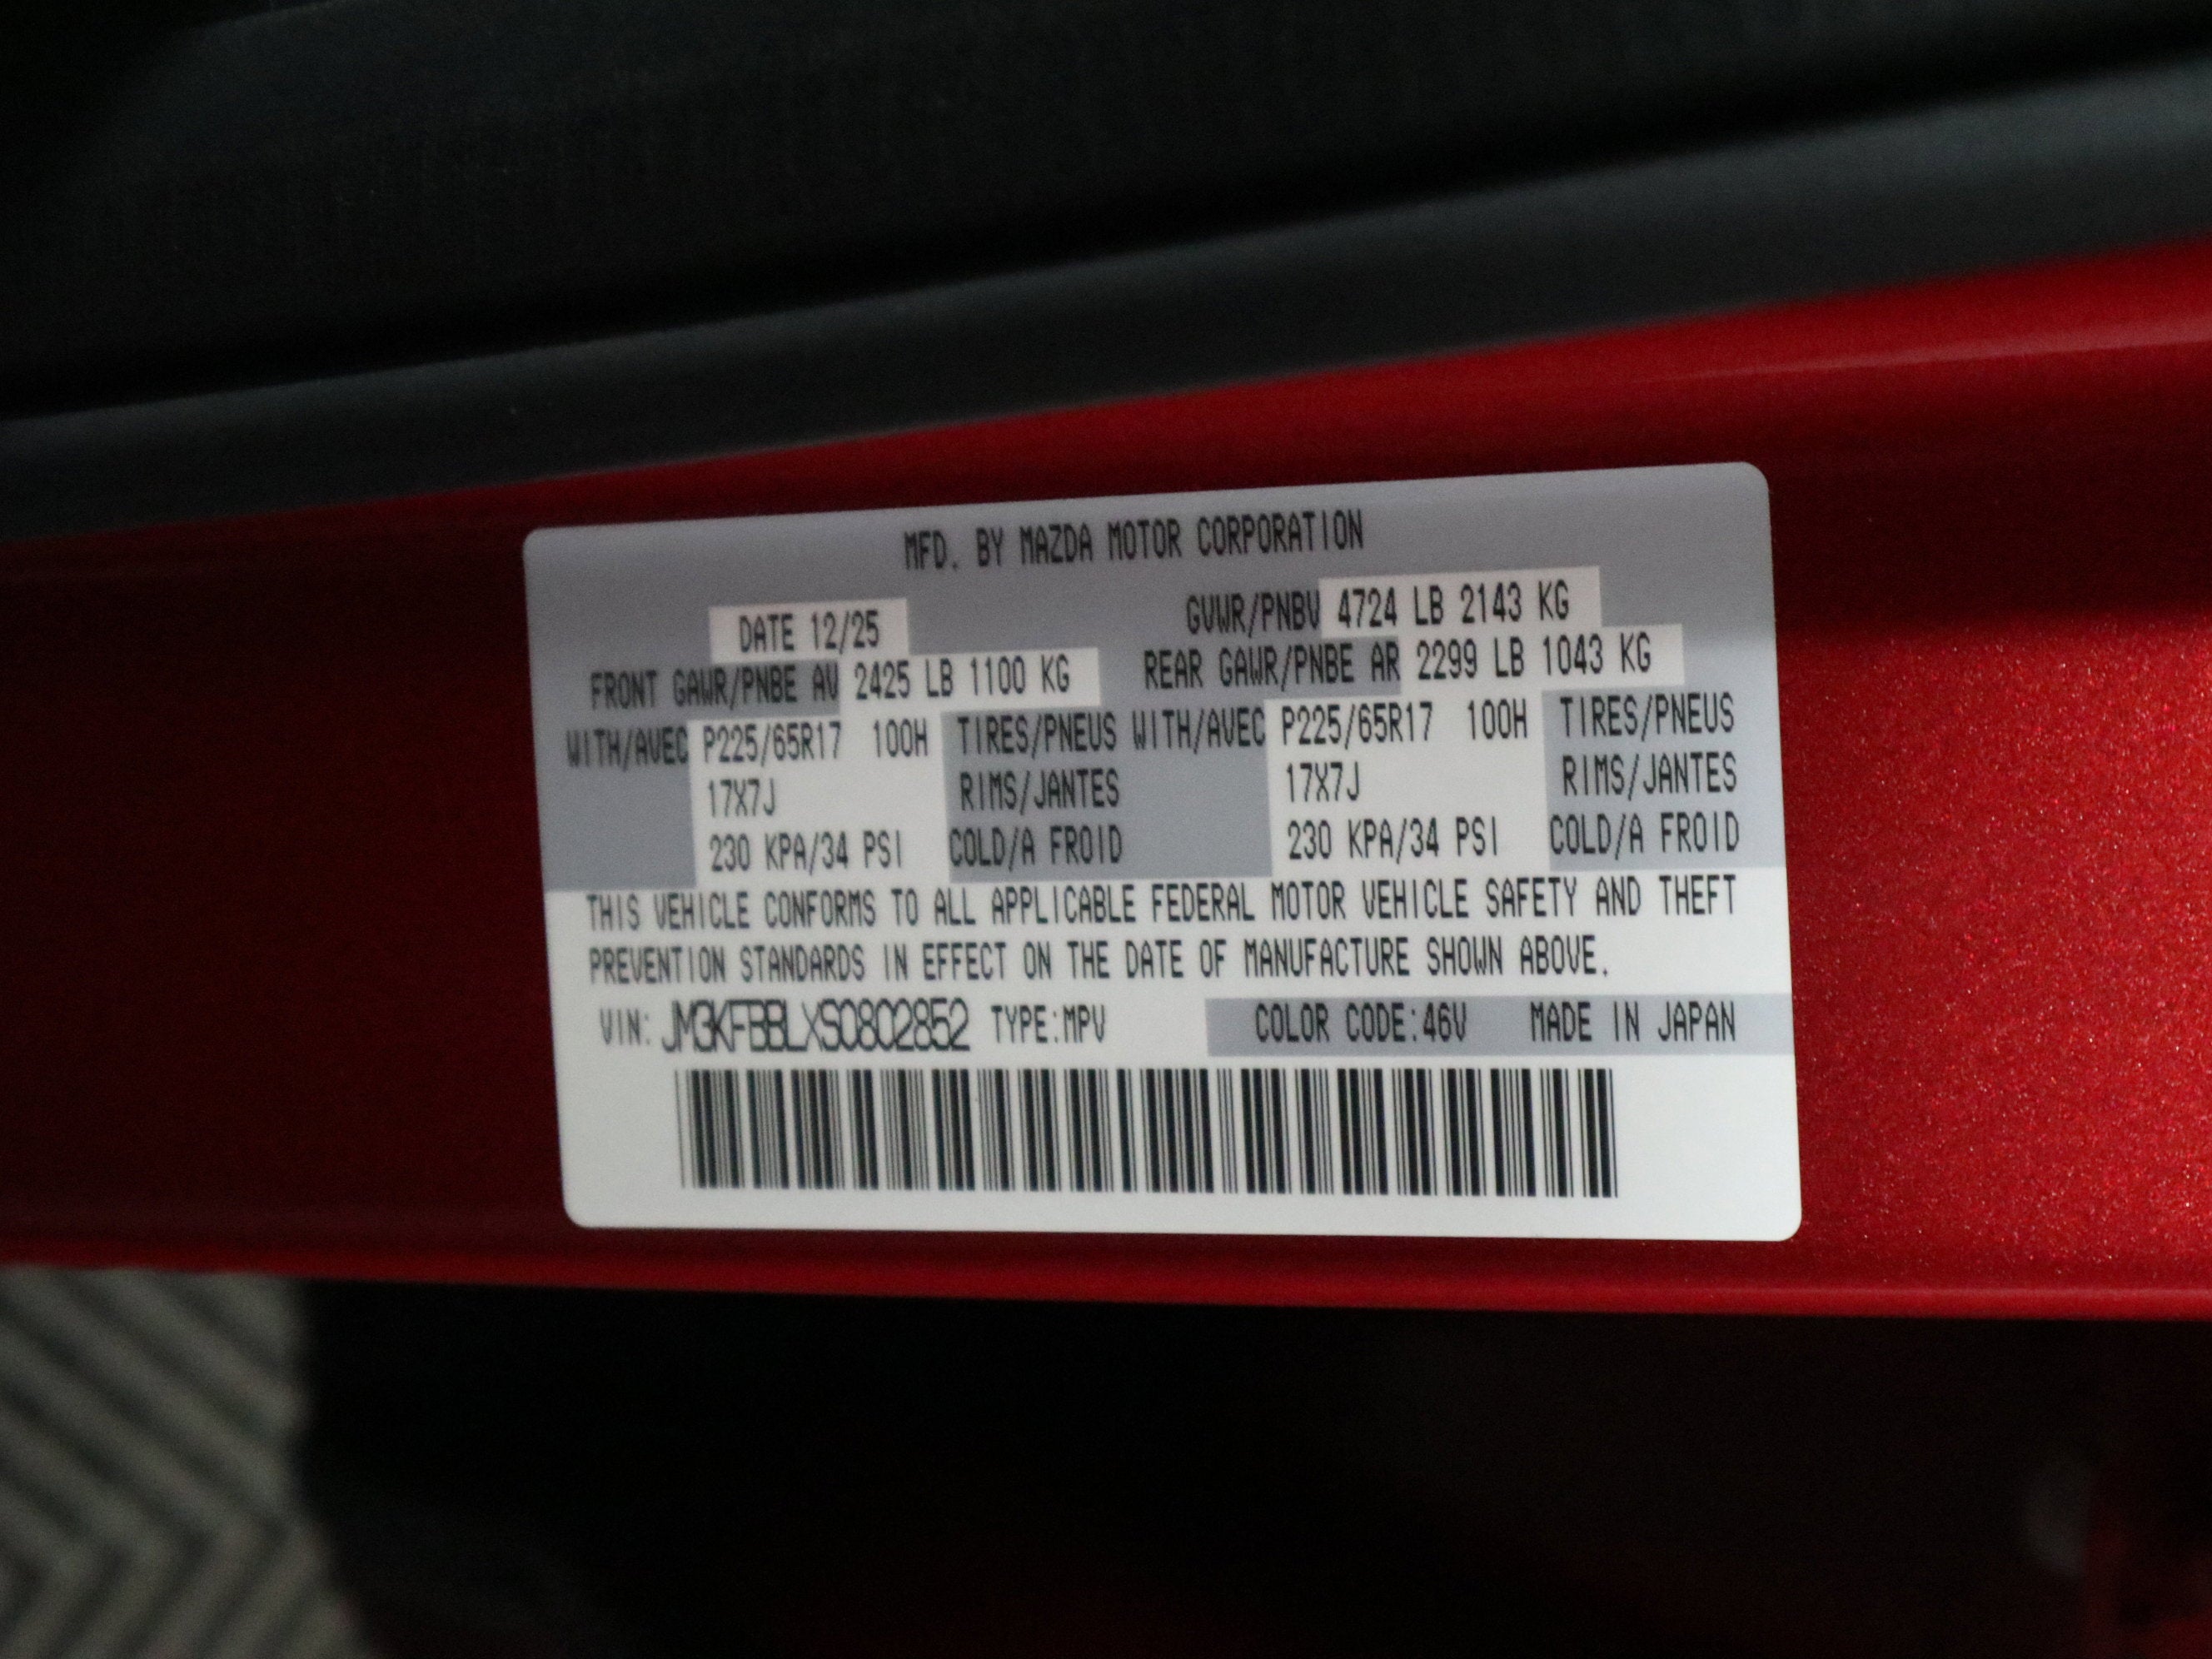 MFD. BY MAZDA MOTOR CORPORATION
DATE 12/25 GVWR/PNBV 4724 LB 2143 KG
FRONT GAWR/PNBE AV 2425 LB 1100 KG REAR GAWR/PNBE AR 2299 LB 1043 KG
WITH/AVEC P225/65R17 100H TIRES/PNEUS WITH/AVEC P225/65R17 100H TIRES/PNEUS
17X7J RIMS/JANTES 17X7J RIMS/JANTES
230 KPA/34 PSI COLD/A FROID 230 KPA/34 PSI COLD/A FROID
THIS VEHICLE CONFORMS TO ALL APPLICABLE FEDERAL MOTOR VEHICLE SAFETY AND THEFT
PREVENTION STANDARDS IN EFFECT ON THE DATE OF MANUFACTURE SHOWN ABOVE.
VIN: JM3KFBBLXS0802852 TYPE:MPV COLOR CODE:46V MADE IN JAPAN